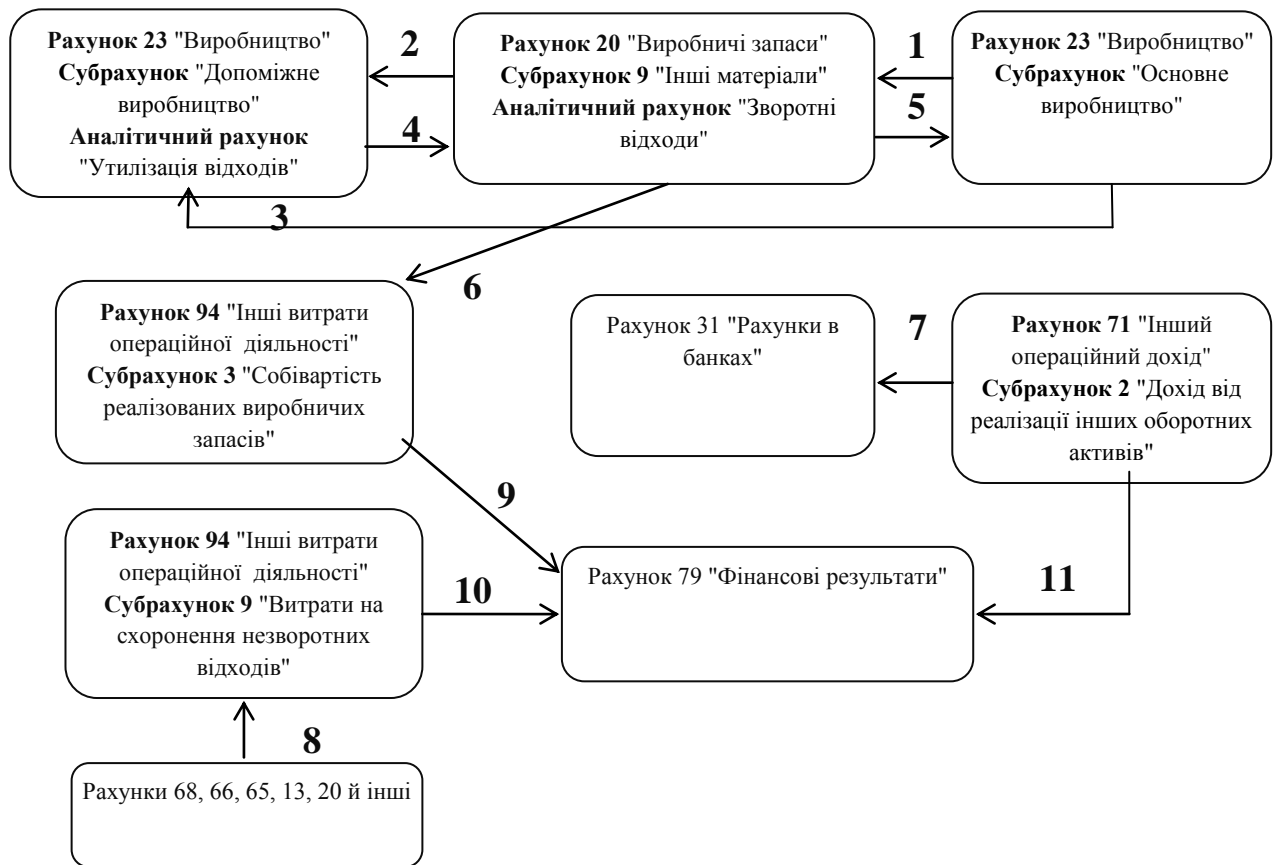 Рахунок 23 "Виробництво"
Субрахунок "Допоміжне
виробництво"
Аналітичний рахунок
"Утилізація відходів"
2
4
Рахунок 20 "Виробничі запаси"
Субрахунок 9 "Інші матеріали"
Аналітичний рахунок "Зворотні
відходи"
1
5
Рахунок 23 "Виробництво"
Субрахунок "Основне
виробництво"
3
6
Рахунок 94 "Інші витрати
операційної діяльності"
Субрахунок 3 "Собівартість
реалізованих виробничих
запасів"
Рахунок 31 "Рахунки в
банках"
7
Рахунок 71 "Інший
операційний дохід"
Субрахунок 2 "Дохід від
реалізації інших оборотних
активів"
9
Рахунок 94 "Інші витрати
операційної діяльності"
Субрахунок 9 "Витрати на
схоронення незворотних
відходів"
10
Рахунок 79 "Фінансові результати"
11
8
Рахунки 68, 66, 65, 13, 20 й інші